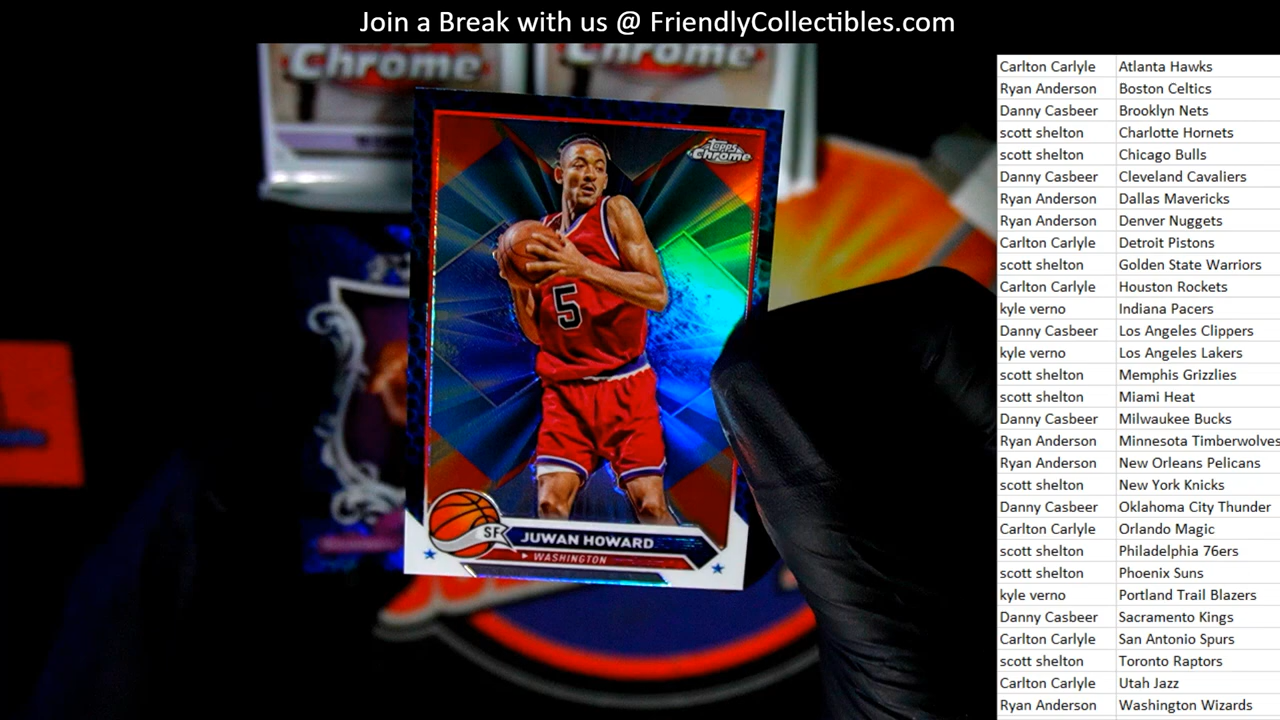 Join a Break with us @ FriendlyCollectibles.com
Chrome
Chrome
Topps
Chrome
5
SF
JUWAN HOWARD
WASHINGTON
Carlton Carlyle Atlanta Hawks
Ryan Anderson Boston Celtics
Danny Casbeer Brooklyn Nets
scott shelton Charlotte Hornets
scott shelton Chicago Bulls
Danny Casbeer Cleveland Cavaliers
Ryan Anderson Dallas Mavericks
Ryan Anderson Denver Nuggets
Carlton Carlyle Detroit Pistons
scott shelton Golden State Warriors
Carlton Carlyle Houston Rockets
kyle verno Indiana Pacers
Danny Casbeer Los Angeles Clippers
kyle verno Los Angeles Lakers
scott shelton Memphis Grizzlies
scott shelton Miami Heat
Danny Casbeer Milwaukee Bucks
Ryan Anderson Minnesota Timberwolves
Ryan Anderson New Orleans Pelicans
scott shelton New York Knicks
Danny Casbeer Oklahoma City Thunder
Carlton Carlyle Orlando Magic
scott shelton Philadelphia 76ers
scott shelton Phoenix Suns
kyle verno Portland Trail Blazers
Danny Casbeer Sacramento Kings
Carlton Carlyle San Antonio Spurs
scott shelton Toronto Raptors
Carlton Carlyle Utah Jazz
Ryan Anderson Washington Wizards